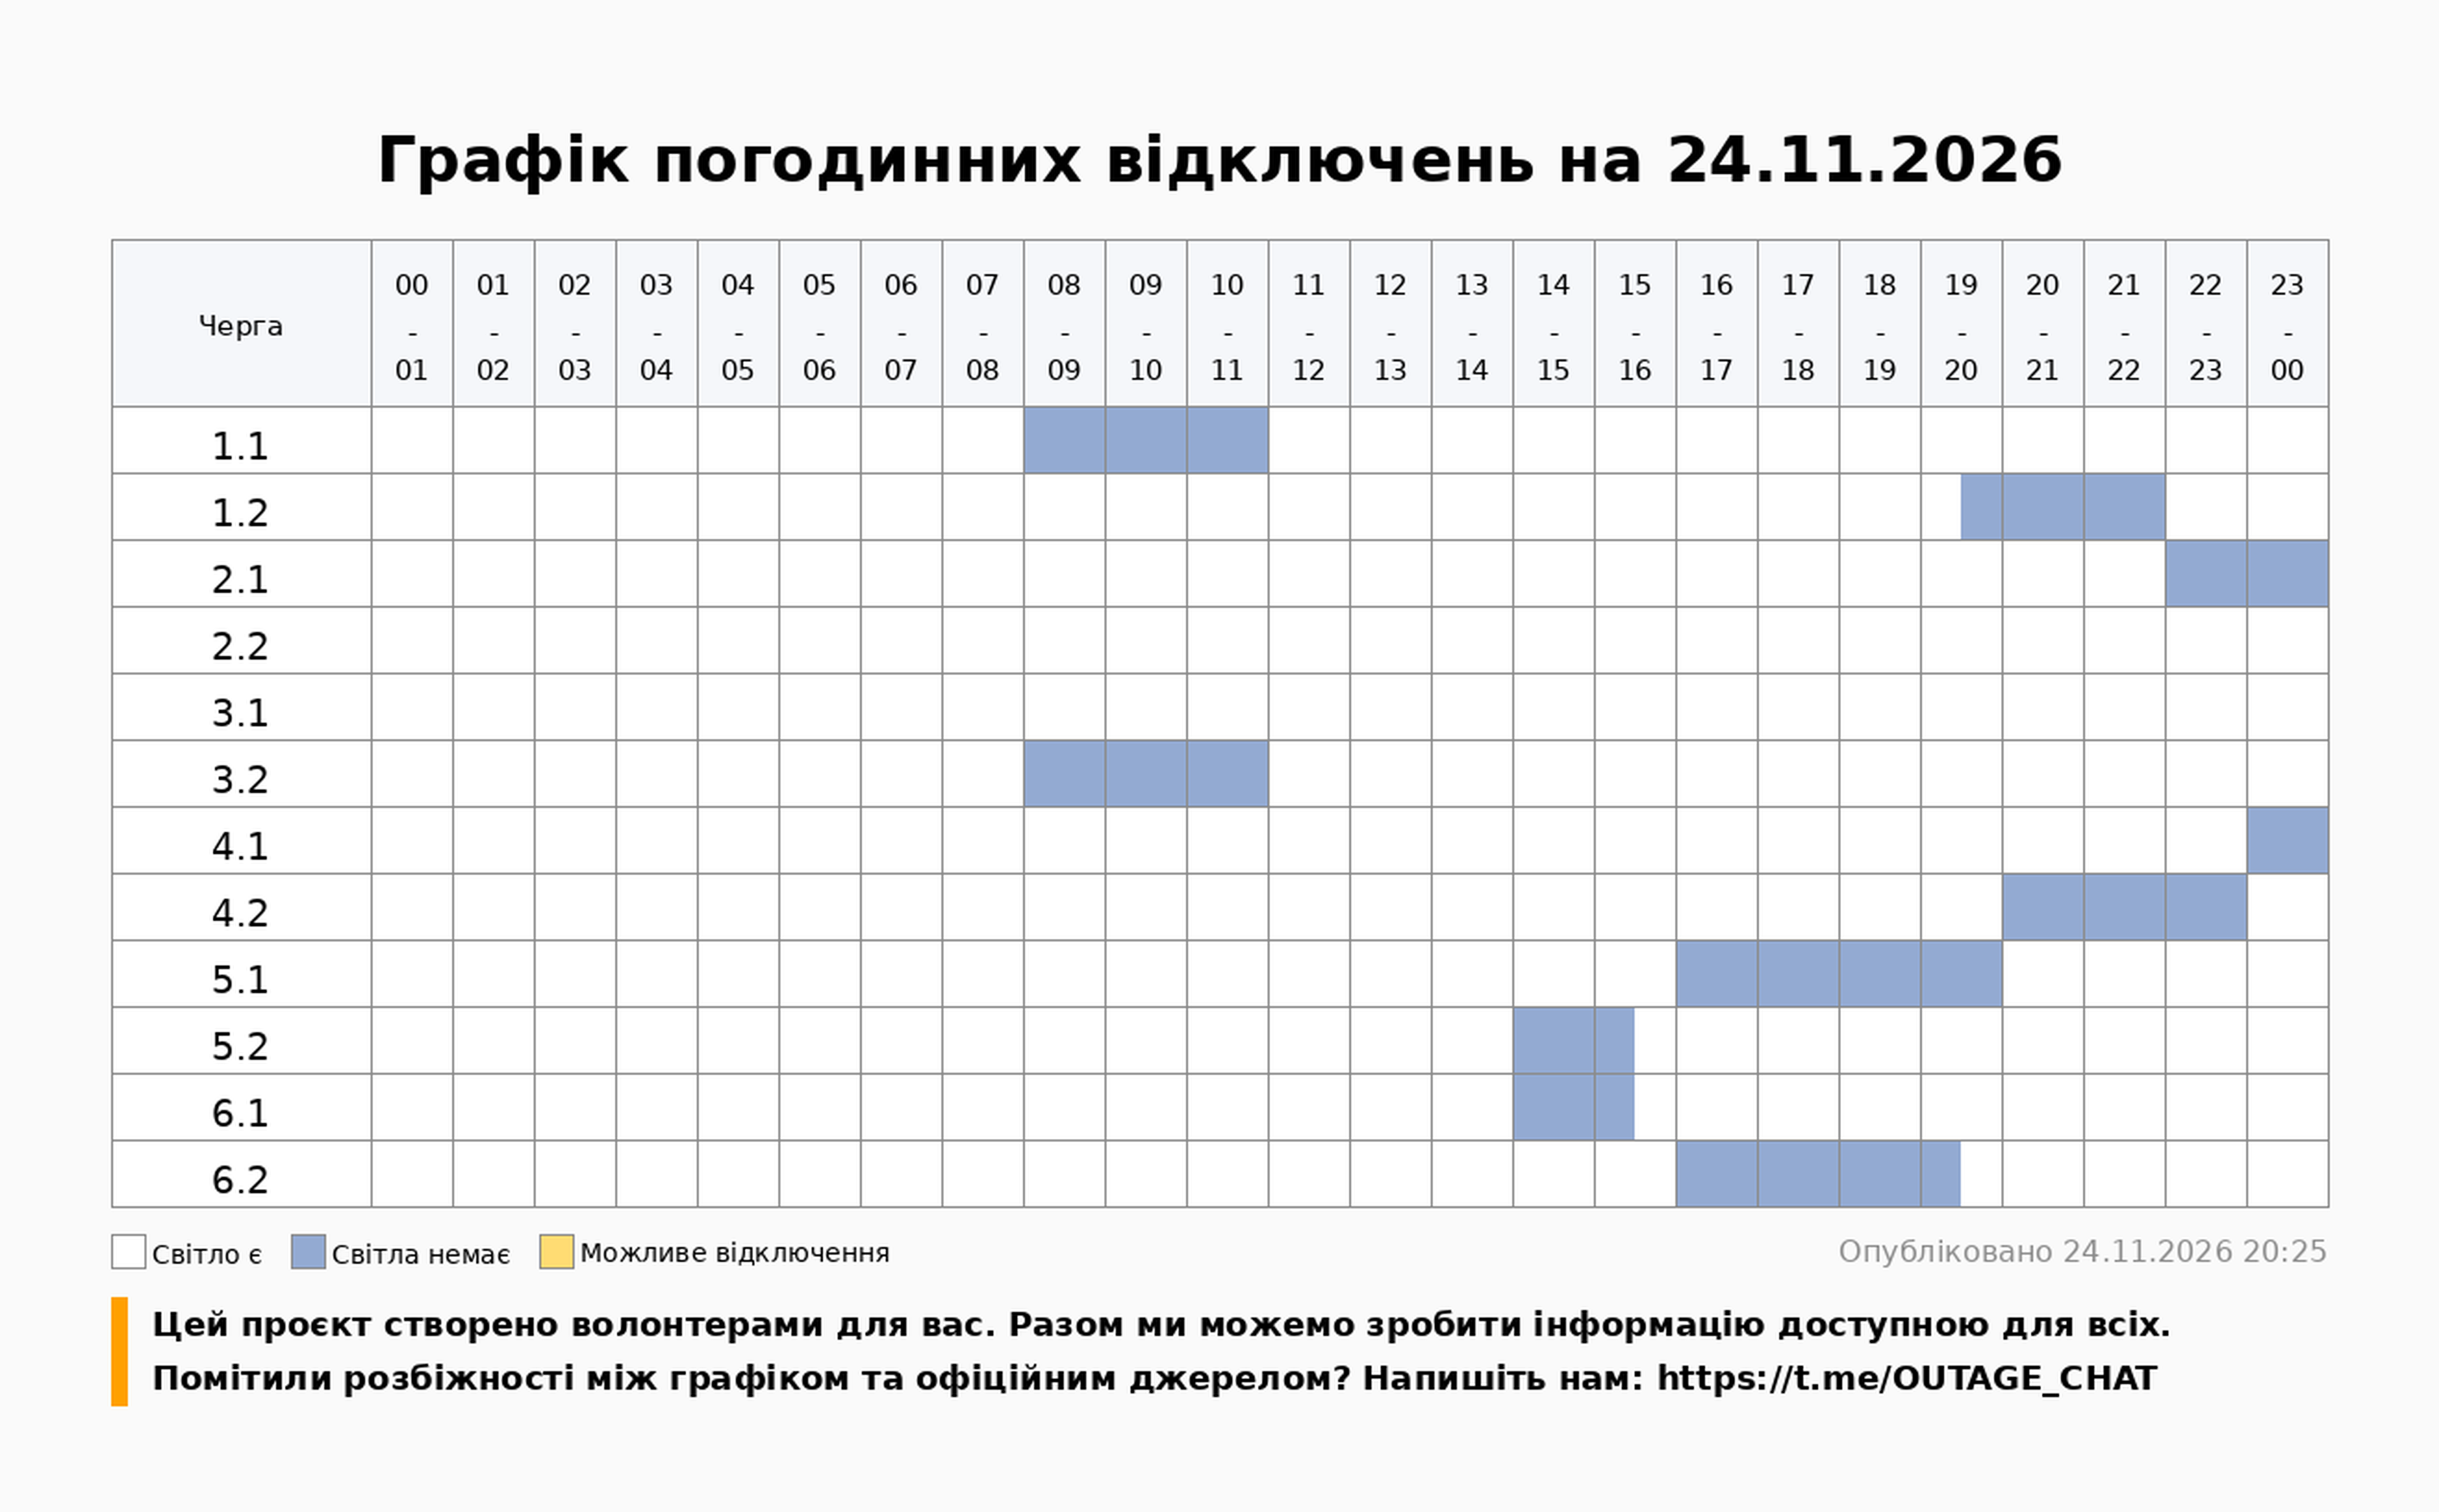 Графік погодинних відключень на 24.11.2026
Черга 00 - 01 01 - 02 02 - 03 03 - 04 04 - 05 05 - 06 06 - 07 07 - 08 08 - 09 09 - 10 10 - 11 11 - 12 12 - 13 13 - 14 14 - 15 15 - 16 16 - 17 17 - 18 18 - 19 19 - 20 20 - 21 21 - 22 22 - 23 23 - 00
1.1
1.2
2.1
2.2
3.1
3.2
4.1
4.2
5.1
5.2
6.1
6.2
Світло є Світла немає Можливе відключення Опубліковано 24.11.2026 20:25
Цей проєкт створено волонтерами для вас. Разом ми можемо зробити інформацію доступною для всіх.
Помітили розбіжності між графіком та офіційним джерелом? Напишіть нам: https://t.me/OUTAGE_CHAT